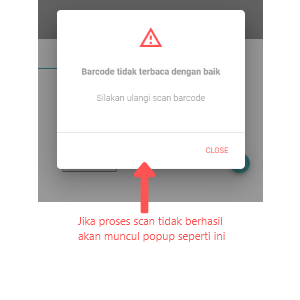 Barcode tidak terbaca dengan baik
Silakan ulangi scan barcode
CLOSE
Jika proses scan tidak berhasil
akan muncul popup seperti ini